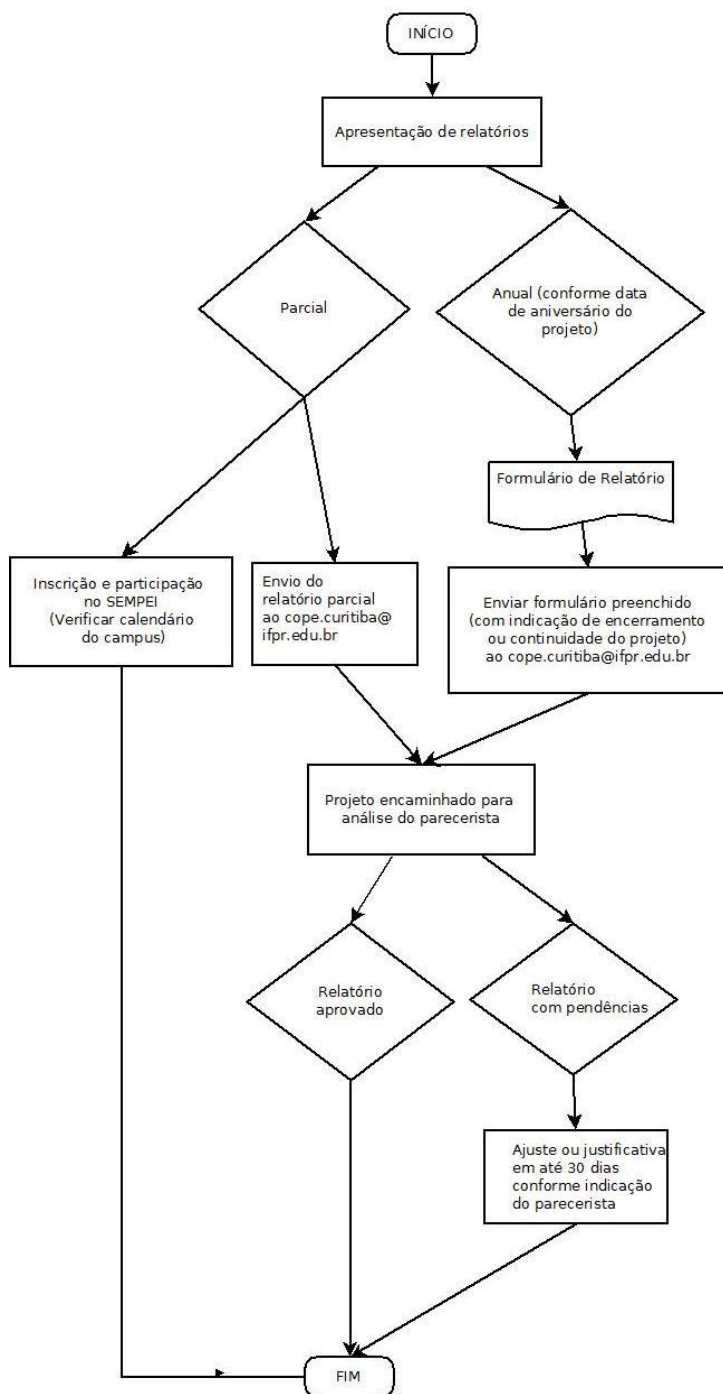 INÍCIO
Apresentação de relatórios
Parcial
Anual (conforme data
de aniversário do
projeto)
Formulário de Relatório
Inscrição e participação
no SEMPEI
(Verificar calendário
do campus)
Envio do
relatório parcial
ao cope.curitiba@
ifpr.edu.br
Enviar formulário preenchido
(com indicação de encerramento
ou continuidade do projeto)
ao cope.curitiba@ifpr.edu.br
Projeto encaminhado para
análise do parecerista
Relatório
aprovado
Relatório
com pendências
Ajuste ou justificativa
em até 30 dias
conforme indicação
do parecerista
FIM